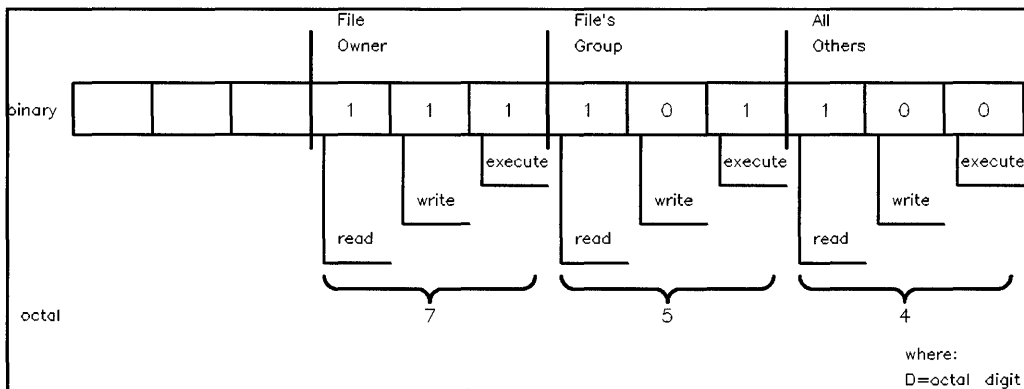 File File's All
Owner Group Others
binary 1 1 1 1 0 1 1 0 0
execute execute execute
write write write
read read read
octal 7 5 4
where:
D=octal digit